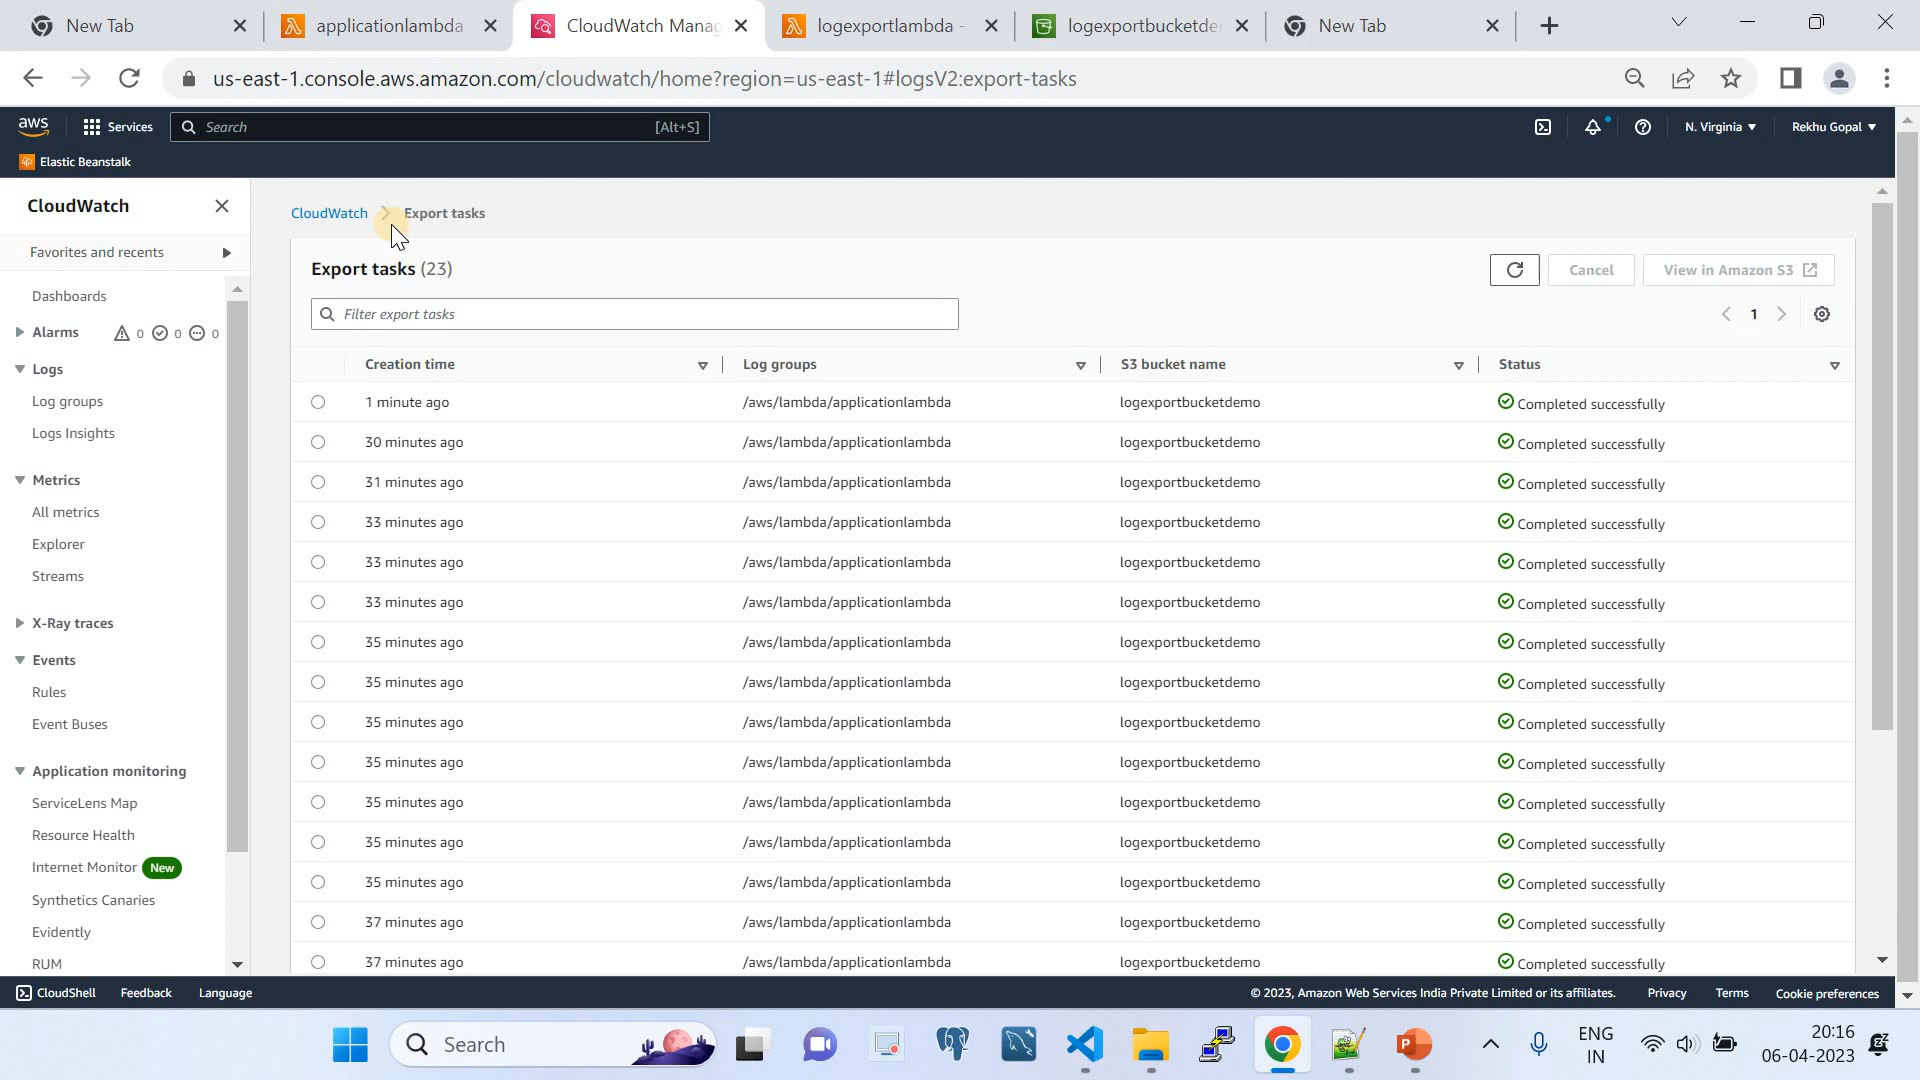 New Tab
applicationlambda
CloudWatch Manag
logexportlambda -
logexportbucketde
New Tab
us-east-1.console.aws.amazon.com/cloudwatch/home?region=us-east-1#logsV2:export-tasks
aws
Services
Search
[Alt+S]
N. Virginia
Rekhu Gopal
Elastic Beanstalk
CloudWatch
Favorites and recents
Dashboards
Alarms
0
0
0
Logs
Log groups
Logs Insights
Metrics
All metrics
Explorer
Streams
X-Ray traces
Events
Rules
Event Buses
Application monitoring
ServiceLens Map
Resource Health
Internet Monitor New
Synthetics Canaries
Evidently
RUM
CloudWatch Export tasks
Export tasks (23)
Cancel
View in Amazon S3
Filter export tasks
1
Creation time Log groups S3 bucket name Status
1 minute ago /aws/lambda/applicationlambda logexportbucketdemo Completed successfully
30 minutes ago /aws/lambda/applicationlambda logexportbucketdemo Completed successfully
31 minutes ago /aws/lambda/applicationlambda logexportbucketdemo Completed successfully
33 minutes ago /aws/lambda/applicationlambda logexportbucketdemo Completed successfully
33 minutes ago /aws/lambda/applicationlambda logexportbucketdemo Completed successfully
33 minutes ago /aws/lambda/applicationlambda logexportbucketdemo Completed successfully
35 minutes ago /aws/lambda/applicationlambda logexportbucketdemo Completed successfully
35 minutes ago /aws/lambda/applicationlambda logexportbucketdemo Completed successfully
35 minutes ago /aws/lambda/applicationlambda logexportbucketdemo Completed successfully
35 minutes ago /aws/lambda/applicationlambda logexportbucketdemo Completed successfully
35 minutes ago /aws/lambda/applicationlambda logexportbucketdemo Completed successfully
35 minutes ago /aws/lambda/applicationlambda logexportbucketdemo Completed successfully
35 minutes ago /aws/lambda/applicationlambda logexportbucketdemo Completed successfully
37 minutes ago /aws/lambda/applicationlambda logexportbucketdemo Completed successfully
37 minutes ago /aws/lambda/applicationlambda logexportbucketdemo Completed successfully
CloudShell Feedback Language
© 2023, Amazon Web Services India Private Limited or its affiliates. Privacy Terms Cookie preferences
Search
P
ENG
IN
20:16
06-04-2023